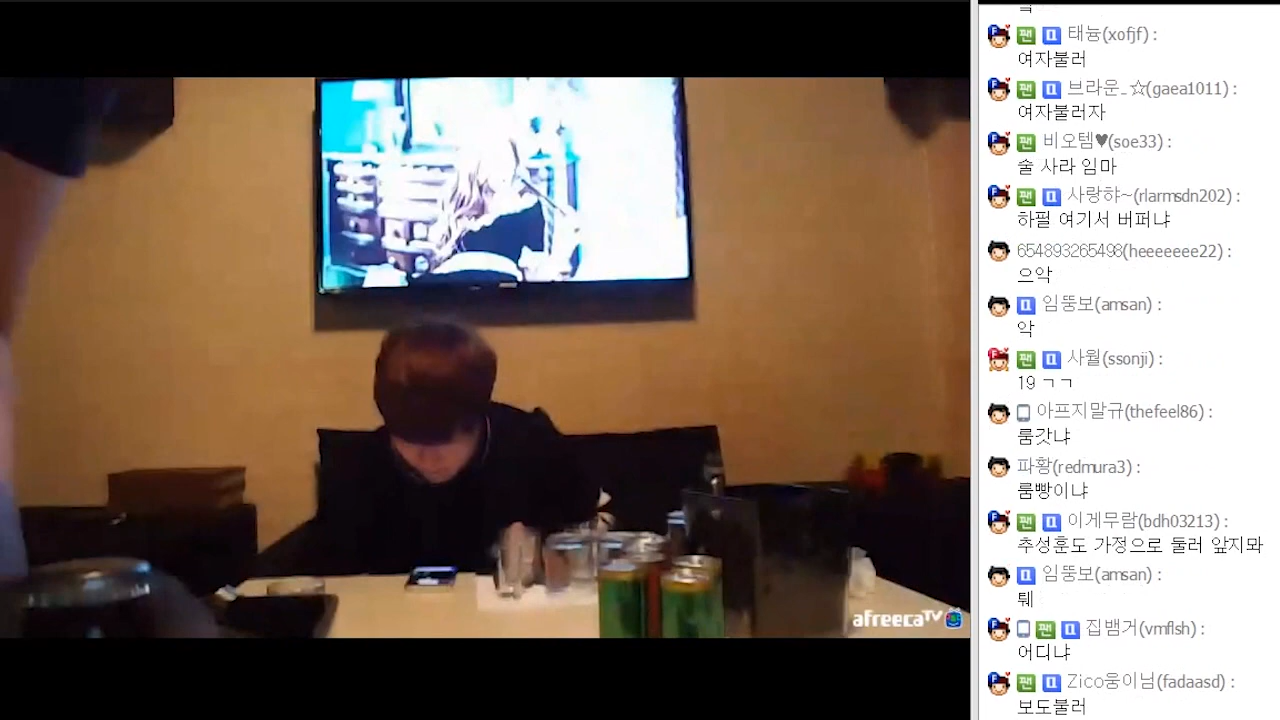 태늉(xofjf) :
여자불러
브라운_☆(gaea1011) :
여자불러자
비오템♥(soe33) :
술 사라 임마
사랑햐~(rlarmsdn202) :
하필 여기서 버퍼냐
654893265498(heeeeeee22) :
으악
임뚱보(amsan) :
악
사월(ssonji) :
19 ㄱㄱ
아프지말규(thefeel86) :
룸갓냐
파황(redmura3) :
룸빵이냐
이게무람(bdh03213) :
추성훈도 가정으로 둘러 앞지뫄
임뚱보(amsan) :
퉤
집뱀거(vmflsh) :
어디냐
Zico웅이님(fadaasd) :
보도불러
afreecaTV